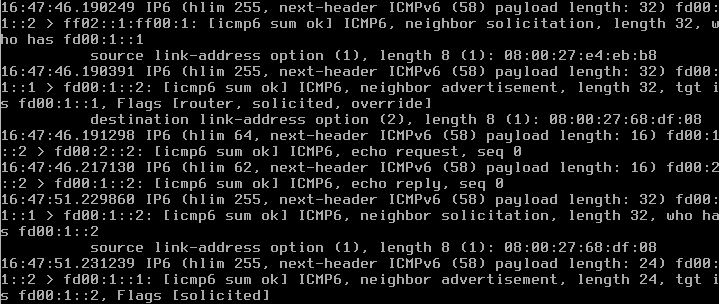 16:47:46.190249 IP6 (hlim 255, next-header ICMPv6 (58) payload length: 32) fd00:
1::2 > ff02::1:ff00:1: [icmp6 sum ok] ICMP6, neighbor solicitation, length 32, w
ho has fd00:1::1
source link-address option (1), length 8 (1): 08:00:27:e4:eb:b8
16:47:46.190391 IP6 (hlim 255, next-header ICMPv6 (58) payload length: 32) fd00:
1::1 > fd00:1::2: [icmp6 sum ok] ICMP6, neighbor advertisement, length 32, tgt i
s fd00:1::1, Flags [router, solicited, override]
destination link-address option (2), length 8 (1): 08:00:27:68:df:08
16:47:46.191298 IP6 (hlim 64, next-header ICMPv6 (58) payload length: 16) fd00:1
::2 > fd00:2::2: [icmp6 sum ok] ICMP6, echo request, seq 0
16:47:46.217130 IP6 (hlim 62, next-header ICMPv6 (58) payload length: 16) fd00:2
::2 > fd00:1::2: [icmp6 sum ok] ICMP6, echo reply, seq 0
16:47:51.229860 IP6 (hlim 255, next-header ICMPv6 (58) payload length: 32) fd00:
1::1 > fd00:1::2: [icmp6 sum ok] ICMP6, neighbor solicitation, length 32, who has
fd00:1::2
source link-address option (1), length 8 (1): 08:00:27:68:df:08
16:47:51.231239 IP6 (hlim 255, next-header ICMPv6 (58) payload length: 24) fd00:
1::2 > fd00:1::1: [icmp6 sum ok] ICMP6, neighbor advertisement, length 24, tgt i
s fd00:1::2, Flags [solicited]